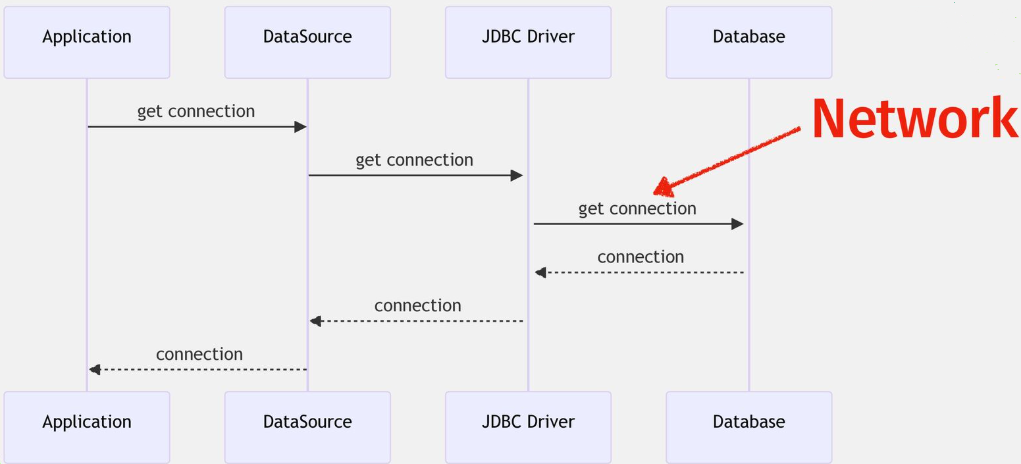 Application
DataSource
JDBC Driver
Database
get connection
Network
get connection
get connection
connection
connection
connection
Application
DataSource
JDBC Driver
Database